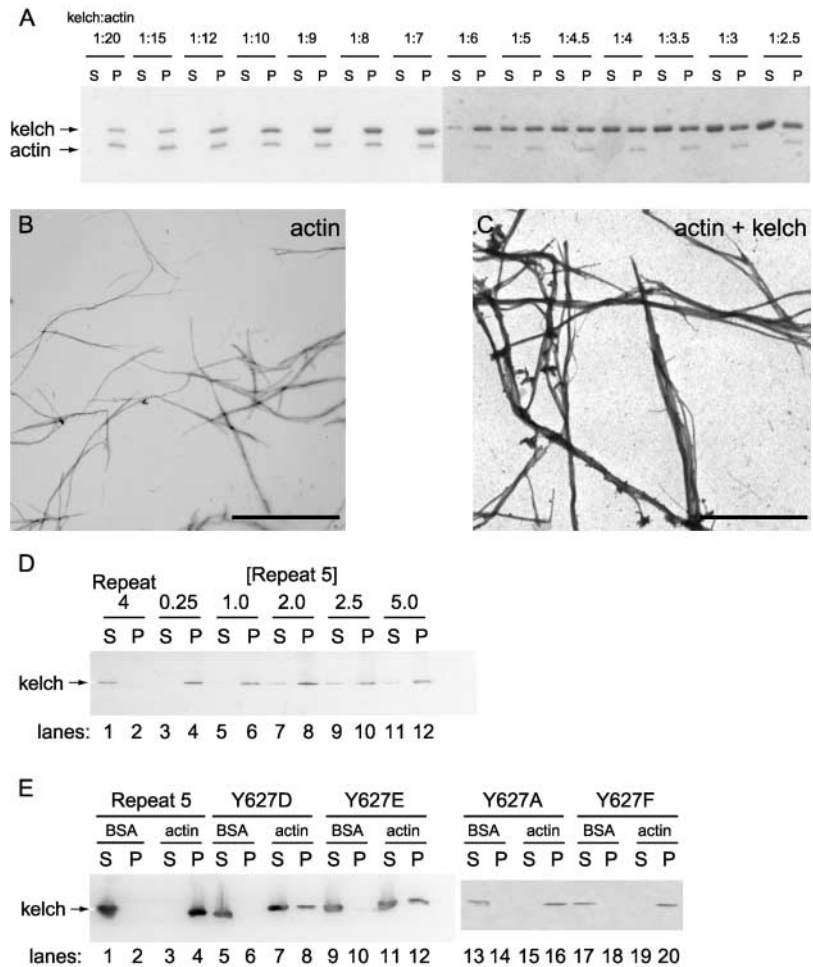 A
kelch:actin
1:20 1:15 1:12 1:10 1:9 1:8 1:7 1:6 1:5 1:4.5 1:4 1:3.5 1:3 1:2.5
S P S P S P S P S P S P S P S P S P S P S P S P S P S P
kelch
actin
B
actin
C
actin + kelch
D
Repeat [Repeat 5]
4 0.25 1.0 2.0 2.5 5.0
S P S P S P S P S P S P
kelch
lanes: 1 2 3 4 5 6 7 8 9 10 11 12
E
Repeat 5 Y627D Y627E Y627A Y627F
BSA actin BSA actin BSA actin BSA actin BSA actin
S P S P S P S P S P S P S P S P S P S P
kelch
lanes: 1 2 3 4 5 6 7 8 9 10 11 12 13 14 15 16 17 18 19 20